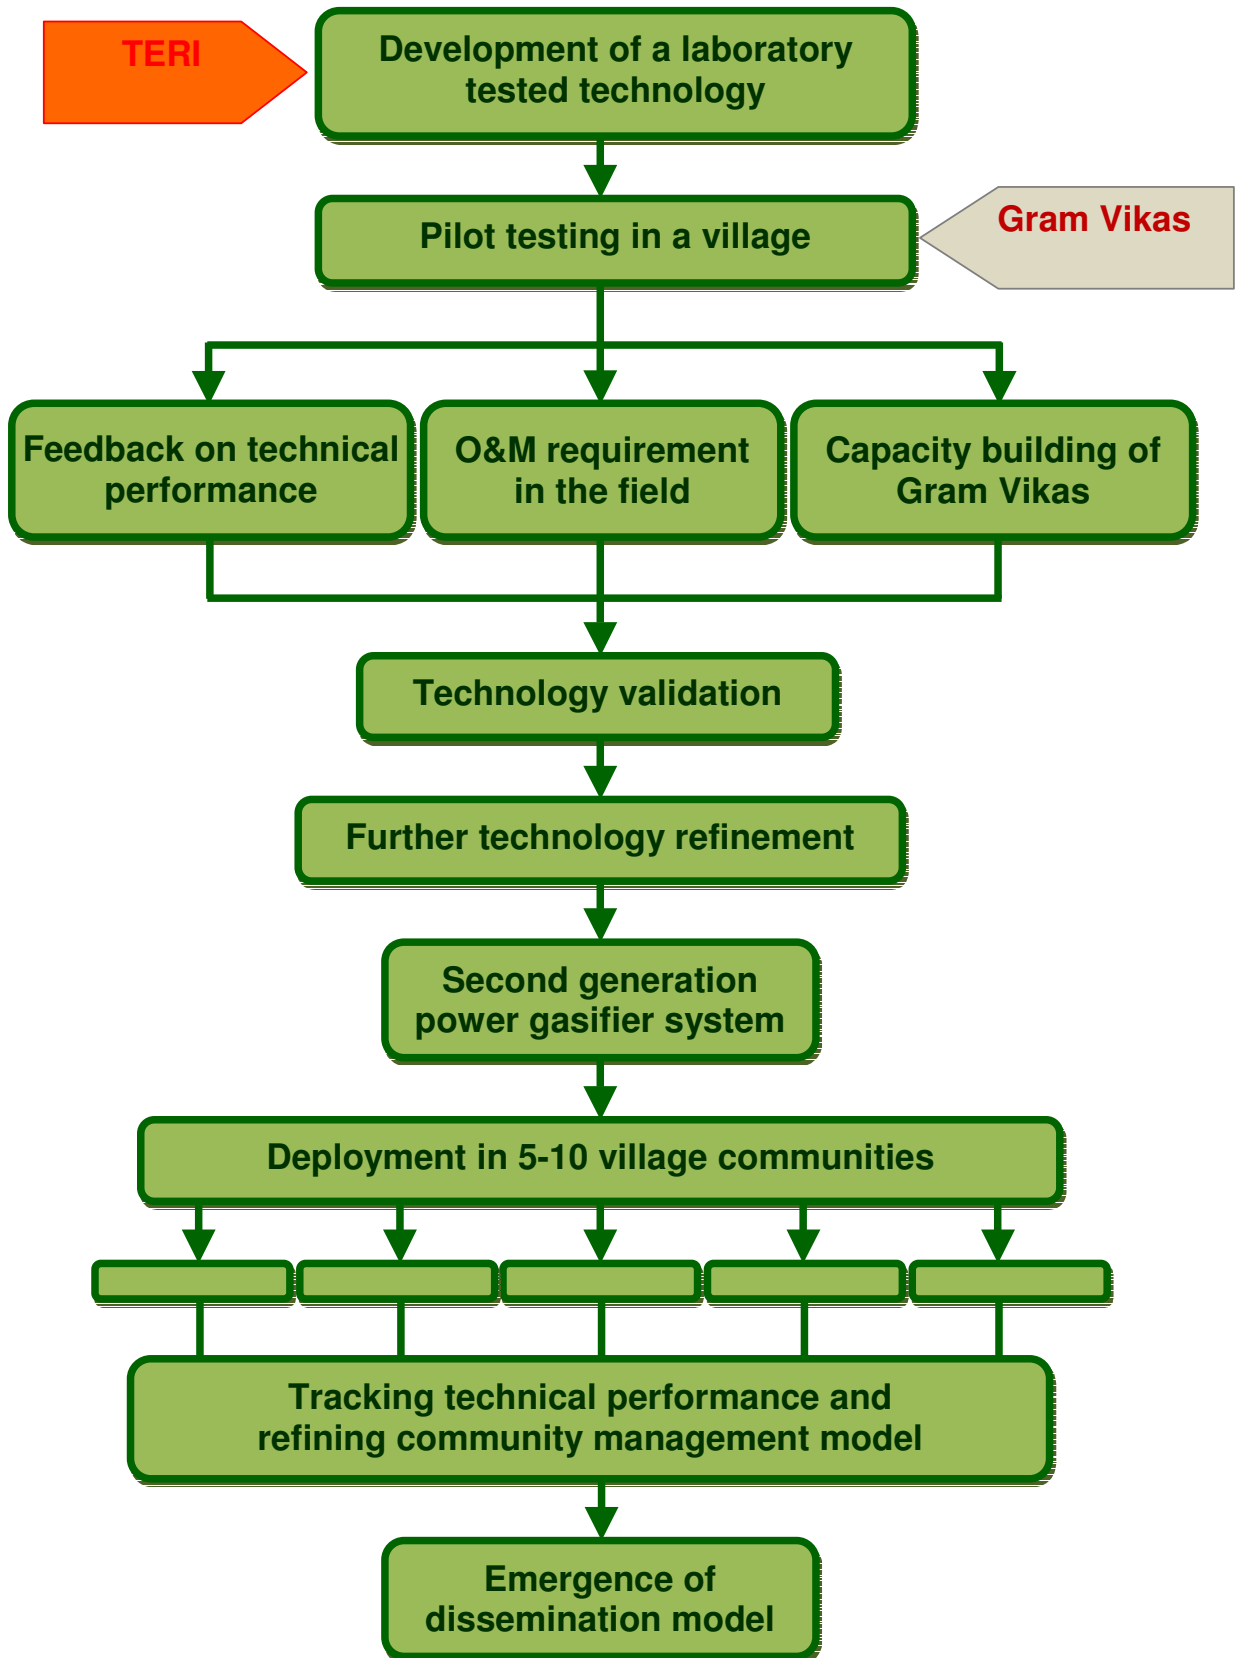 TERI
Development of a laboratory
tested technology
Pilot testing in a village
Gram Vikas
Feedback on technical
performance
O&M requirement
in the field
Capacity building of
Gram Vikas
Technology validation
Further technology refinement
Second generation
power gasifier system
Deployment in 5-10 village communities
Tracking technical performance and
refining community management model
Emergence of
dissemination model